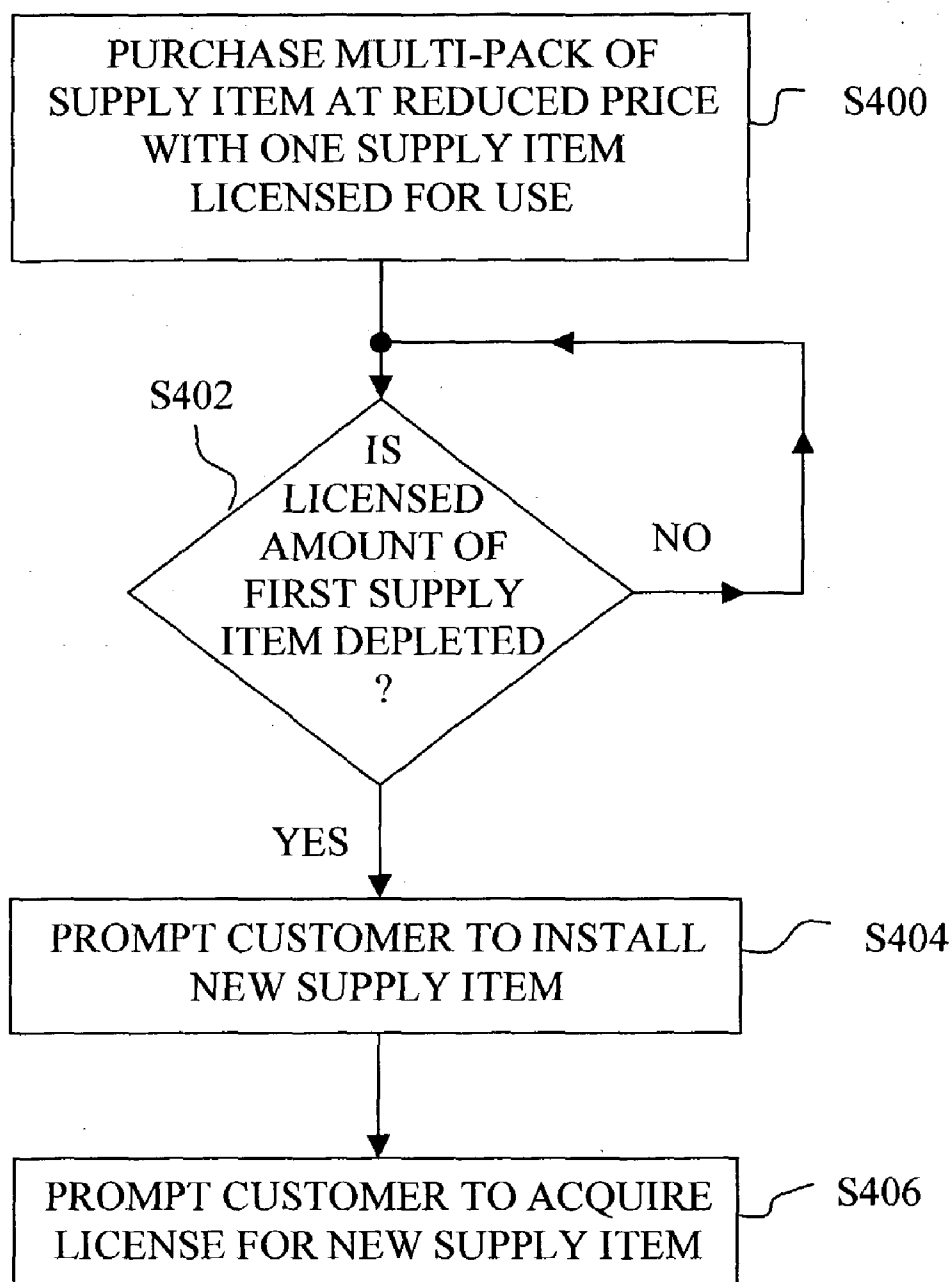 PURCHASE MULTI-PACK OF
SUPPLY ITEM AT REDUCED PRICE
WITH ONE SUPPLY ITEM
LICENSED FOR USE
S400
S402
IS
LICENSED
AMOUNT OF
FIRST SUPPLY
ITEM DEPLETED
?
NO
YES
PROMPT CUSTOMER TO INSTALL
NEW SUPPLY ITEM
S404
PROMPT CUSTOMER TO ACQUIRE
LICENSE FOR NEW SUPPLY ITEM
S406